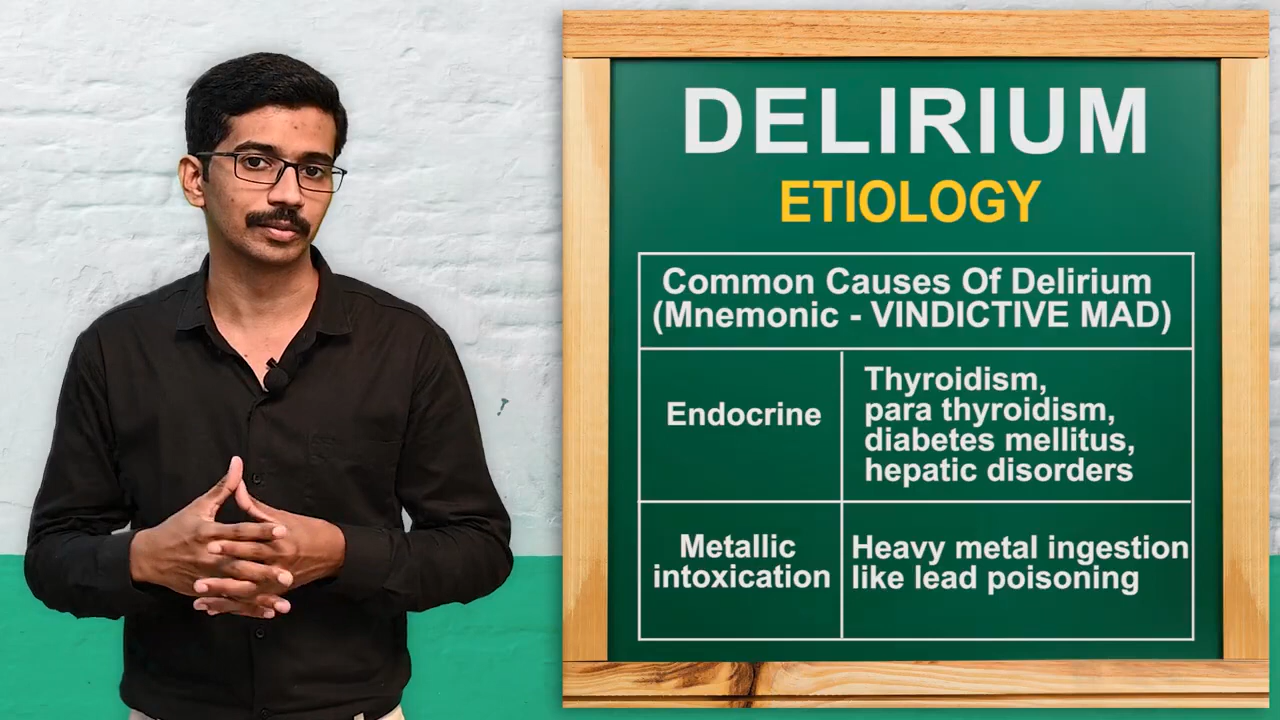 DELIRIUM
ETIOLOGY
Common Causes Of Delirium
(Mnemonic - VINDICTIVE MAD)
Endocrine
Thyroidism,
para thyroidism,
diabetes mellitus,
hepatic disorders
Metallic
intoxication
Heavy metal ingestion
like lead poisoning